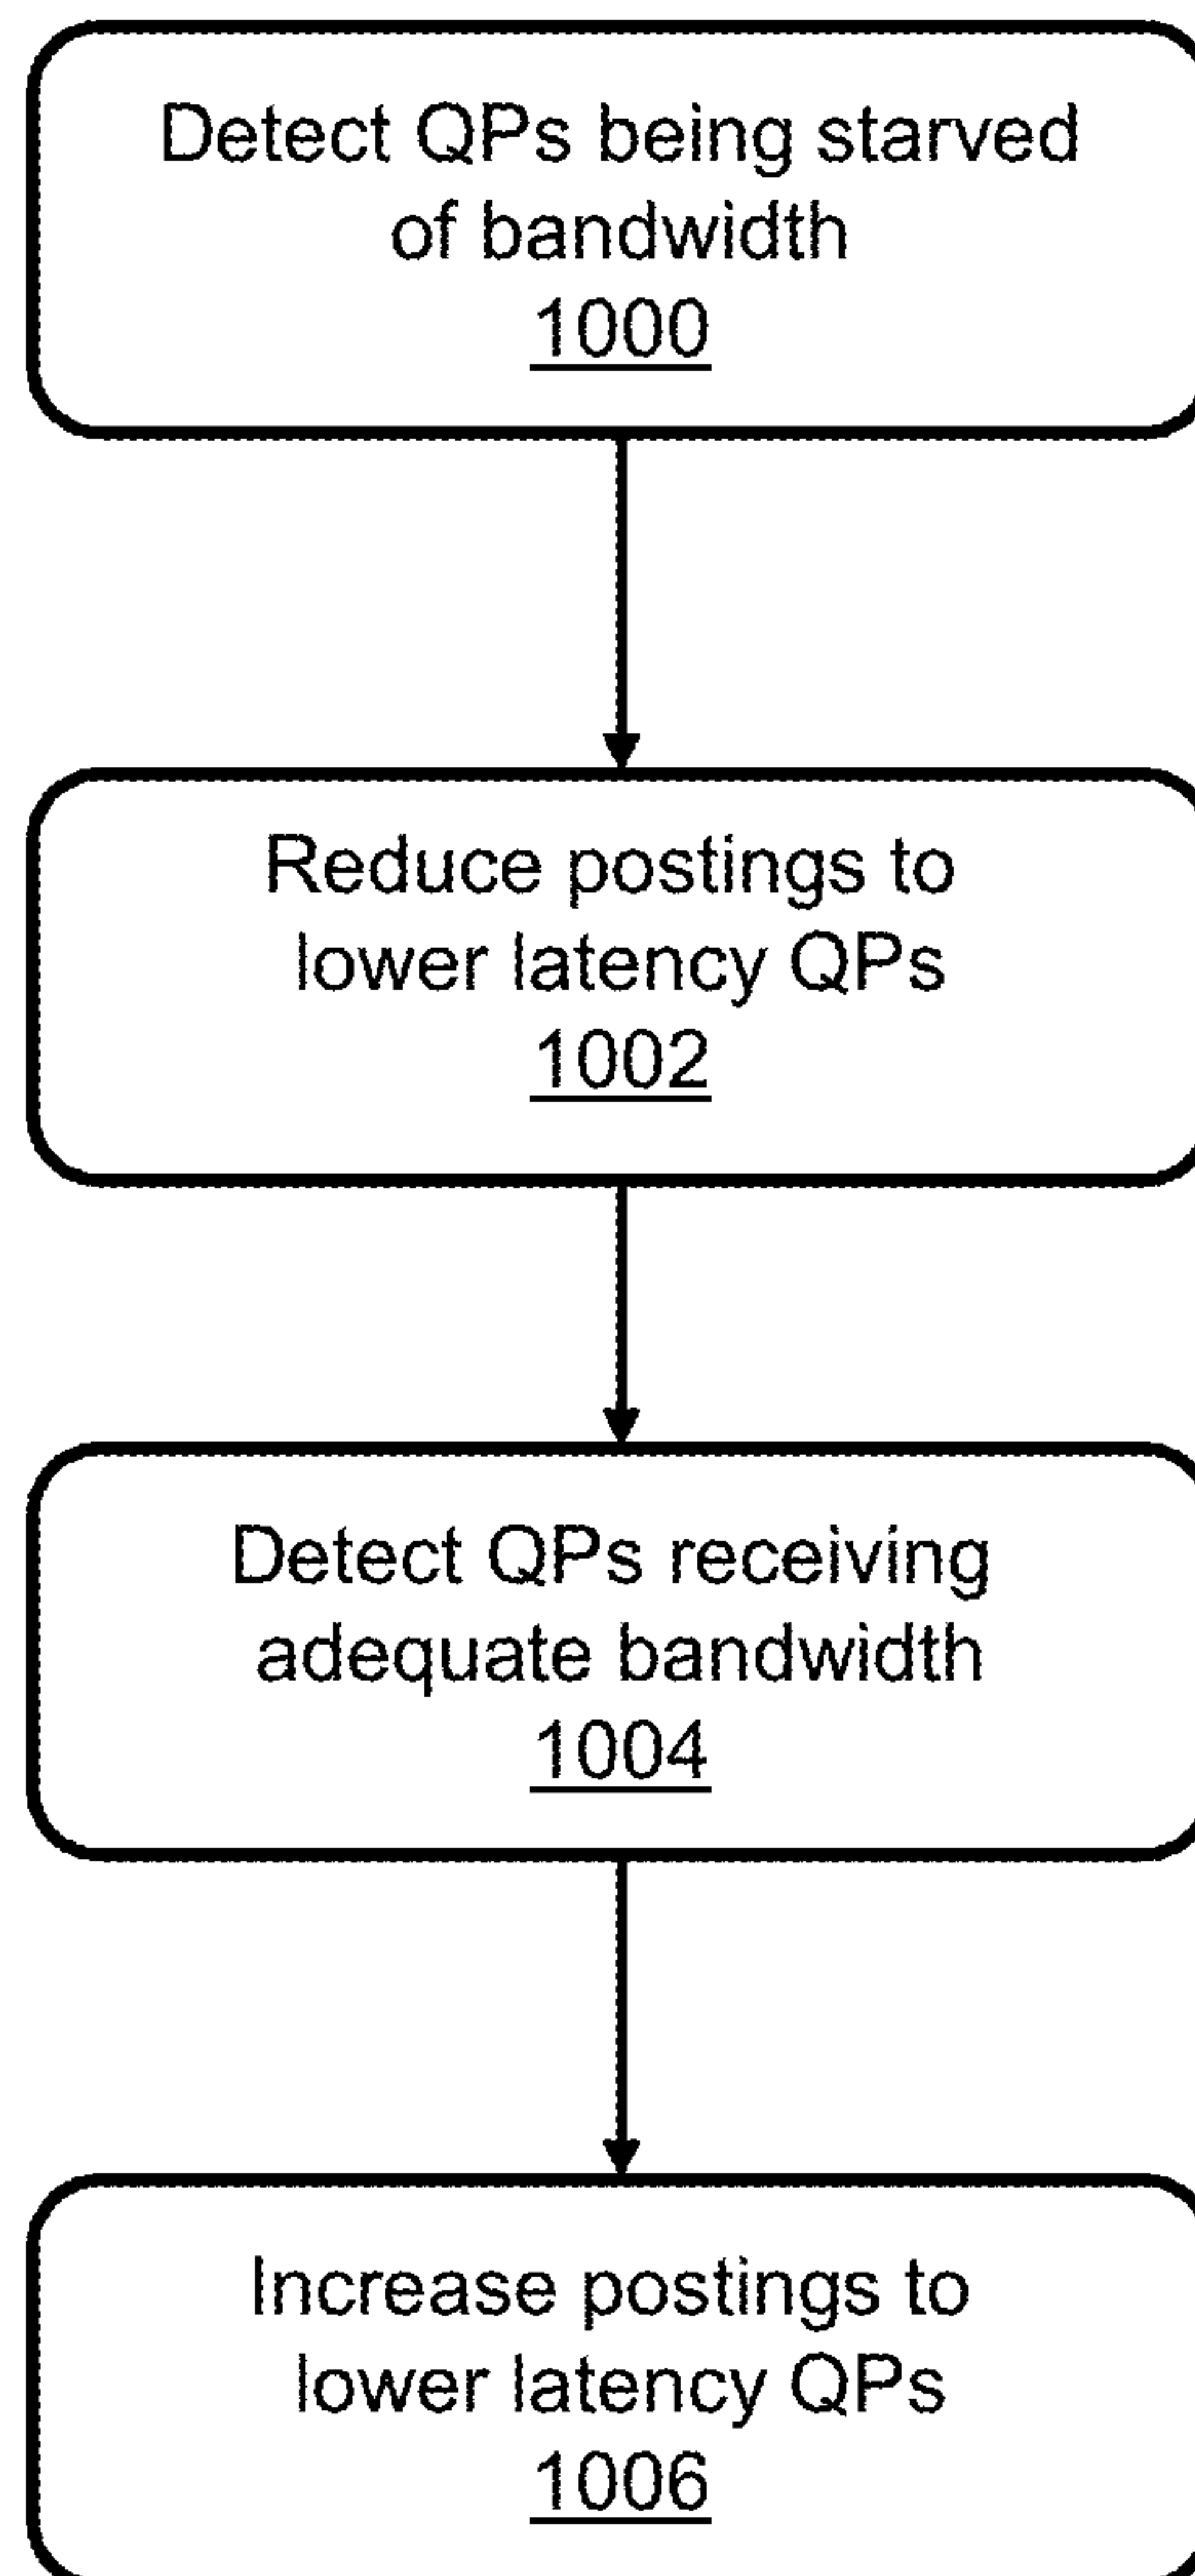 Detect QPs being starved
of bandwidth
1000
Reduce postings to
lower latency QPs
1002
Detect QPs receiving
adequate bandwidth
1004
Increase postings to
lower latency QPs
1006